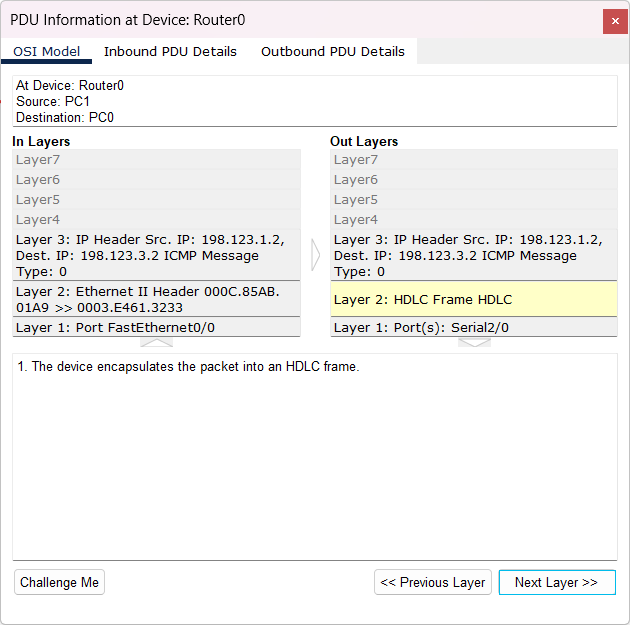 PDU Information at Device: Router0
OSI Model
Inbound PDU Details
Outbound PDU Details
At Device: Router0
Source: PC1
Destination: PC0
In Layers
Layer7
Layer6
Layer5
Layer4
Layer 3: IP Header Src. IP: 198.123.1.2,
Dest. IP: 198.123.3.2 ICMP Message
Type: 0
Layer 2: Ethernet II Header 000C.85AB.
01A9 >> 0003.E461.3233
Layer 1: Port FastEthernet0/0
Out Layers
Layer7
Layer6
Layer5
Layer4
Layer 3: IP Header Src. IP: 198.123.1.2,
Dest. IP: 198.123.3.2 ICMP Message
Type: 0
Layer 2: HDLC Frame HDLC
Layer 1: Port(s): Serial2/0
1. The device encapsulates the packet into an HDLC frame.
Challenge Me
<< Previous Layer
Next Layer >>